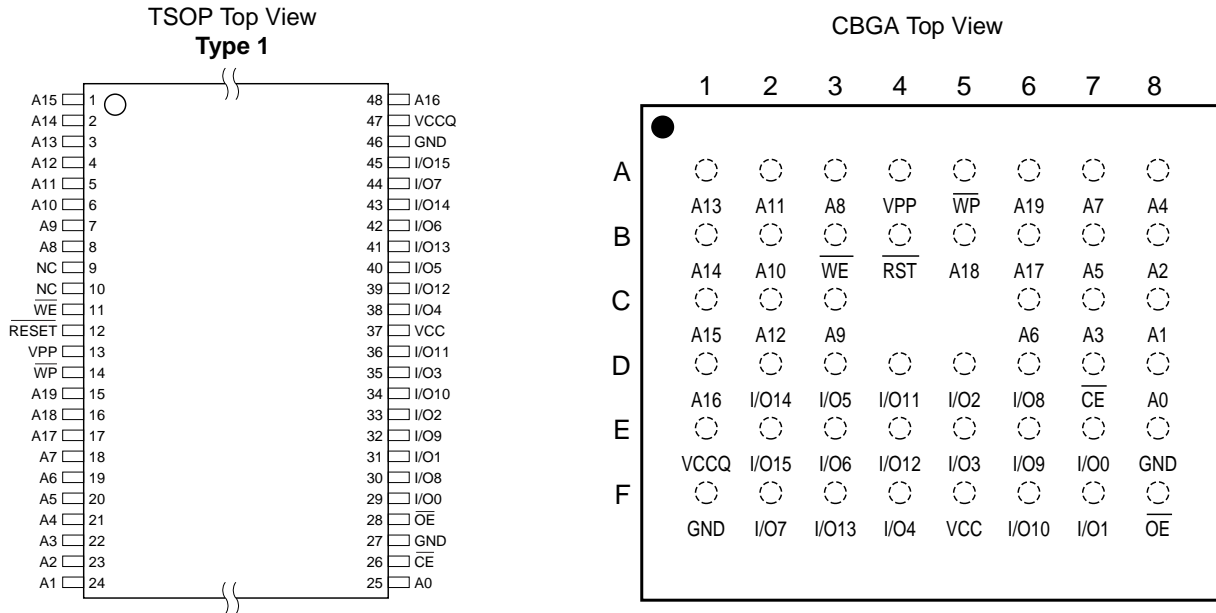 TSOP Top View
Type 1
A15 1 48 A16
A14 2 47 VCCQ
A13 3 46 GND
A12 4 45 I/O15
A11 5 44 I/O7
A10 6 43 I/O14
A9 7 42 I/O6
A8 8 41 I/O13
NC 9 40 I/O5
NC 10 39 I/O12
WE 11 38 I/O4
RESET 12 37 VCC
VPP 13 36 I/O11
WP 14 35 I/O3
A19 15 34 I/O10
A18 16 33 I/O2
A17 17 32 I/O9
A7 18 31 I/O1
A6 19 30 I/O8
A5 20 29 I/O0
A4 21 28 OE
A3 22 27 GND
A2 23 26 CE
A1 24 25 A0
CBGA Top View
1 2 3 4 5 6 7 8
A
A13 A11 A8 VPP WP A19 A7 A4
B
A14 A10 WE RST A18 A17 A5 A2
C
A15 A12 A9 A6 A3 A1
D
A16 I/O14 I/O5 I/O11 I/O2 I/O8 CE A0
E
VCCQ I/O15 I/O6 I/O12 I/O3 I/O9 I/O0 GND
F
GND I/O7 I/O13 I/O4 VCC I/O10 I/O1 OE